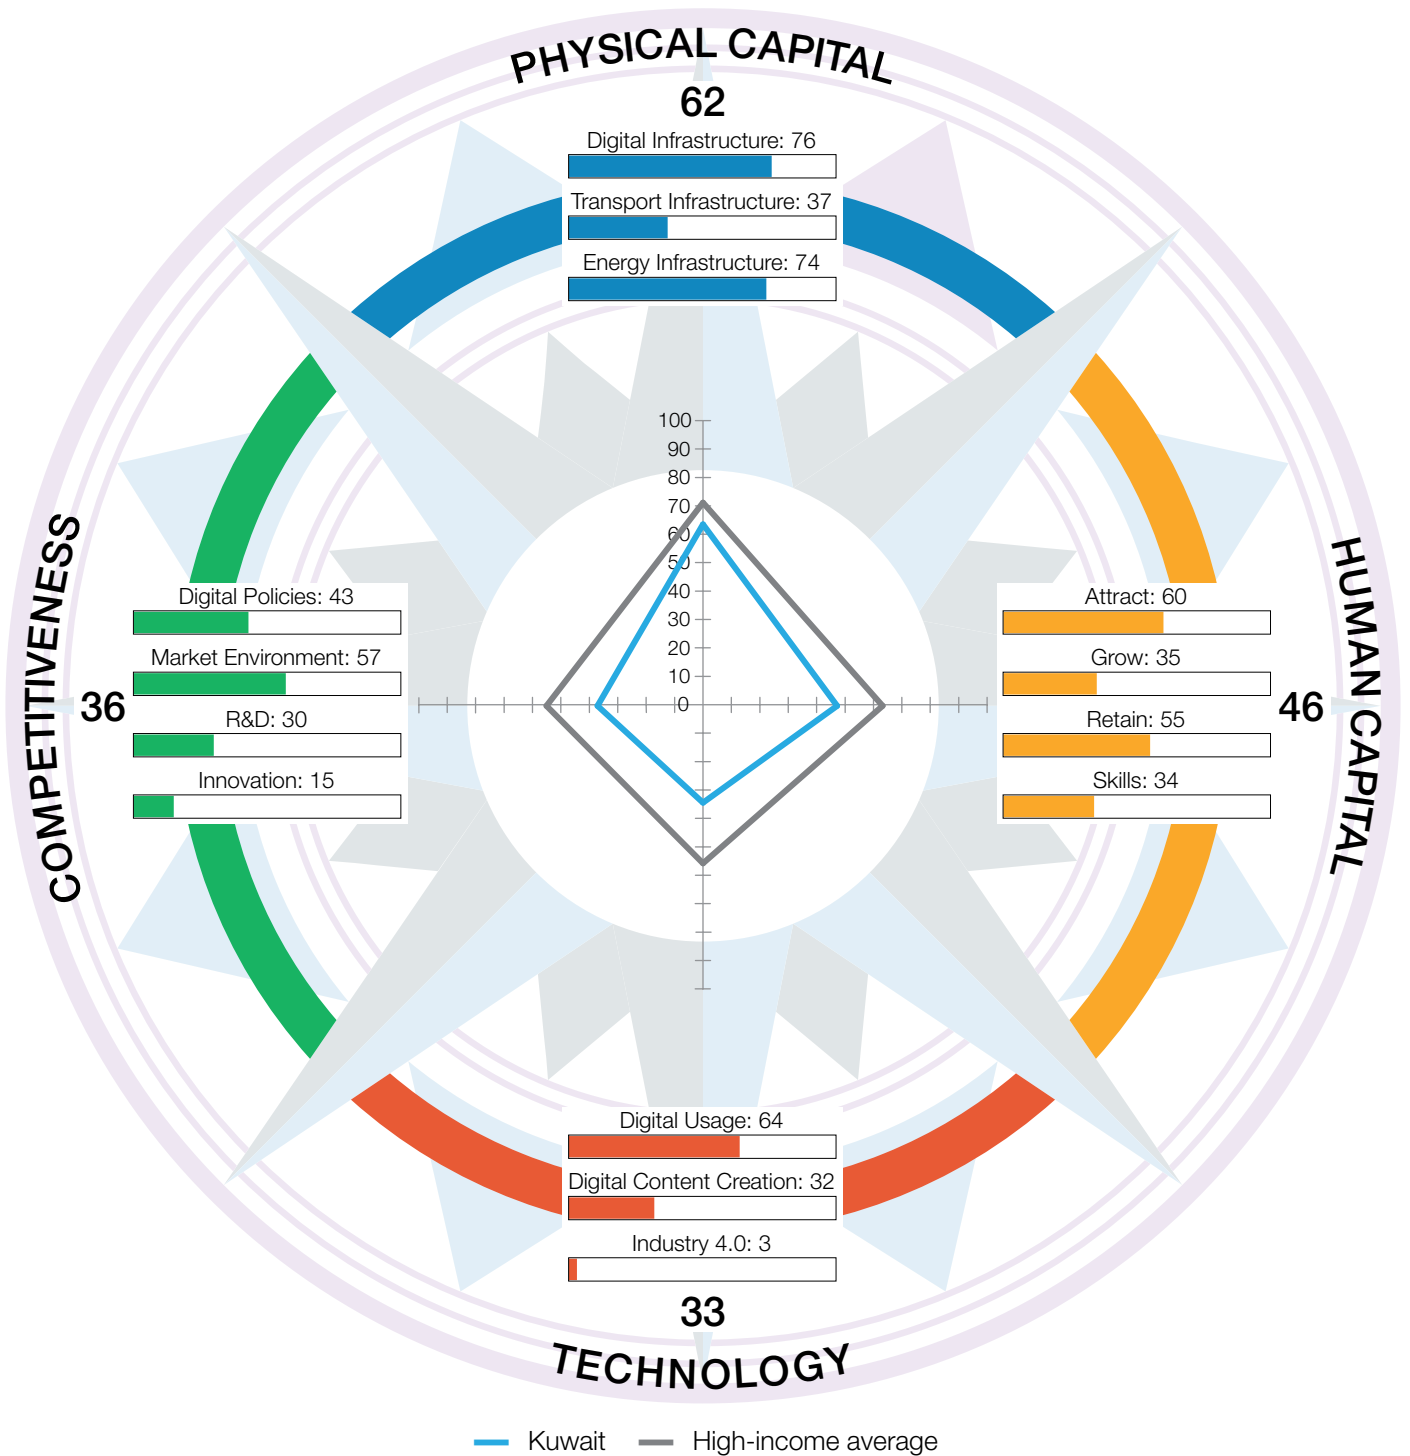 PHYSICAL CAPITAL
62
Digital Infrastructure: 76
Transport Infrastructure: 37
Energy Infrastructure: 74
100
90
80
70
60
50
40
30
20
10
0
COMPETITIVENESS
36
Digital Policies: 43
Market Environment: 57
R&D: 30
Innovation: 15
HUMAN CAPITAL
46
Attract: 60
Grow: 35
Retain: 55
Skills: 34
Digital Usage: 64
Digital Content Creation: 32
Industry 4.0: 3
33
TECHNOLOGY
Kuwait
High-income average